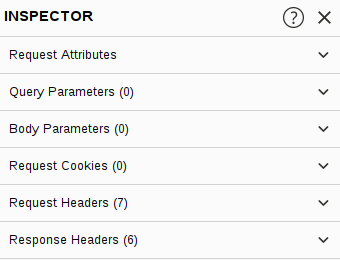 INSPECTOR
Request Attributes
Query Parameters (0)
Body Parameters (0)
Request Cookies (0)
Request Headers (7)
Response Headers (6)